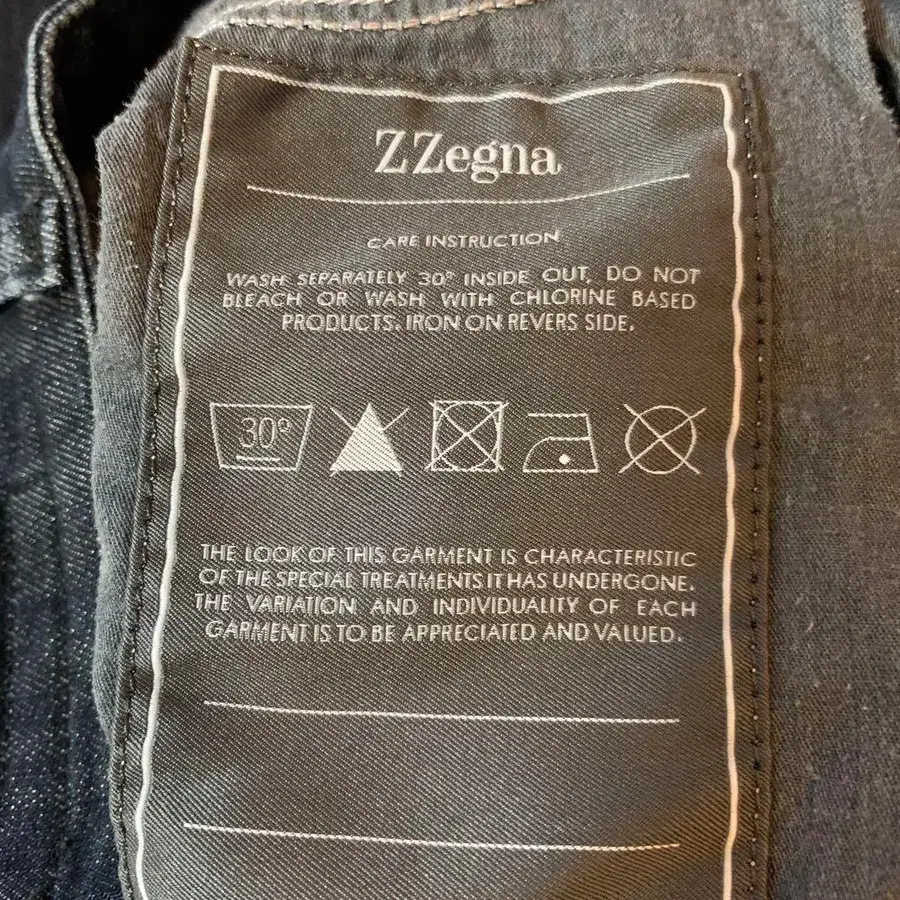 ZZegna
CARE INSTRUCTION
WASH SEPARATELY 30° INSIDE OUT. DO NOT
BLEACH OR WASH WITH CHLORINE BASED
PRODUCTS. IRON ON REVERS SIDE.
30°
THE LOOK OF THIS GARMENT IS CHARACTERISTIC
OF THE SPECIAL TREATMENTS IT HAS UNDERGONE.
THE VARIATION AND INDIVIDUALITY OF EACH
GARMENT IS TO BE APPRECIATED AND VALUED.